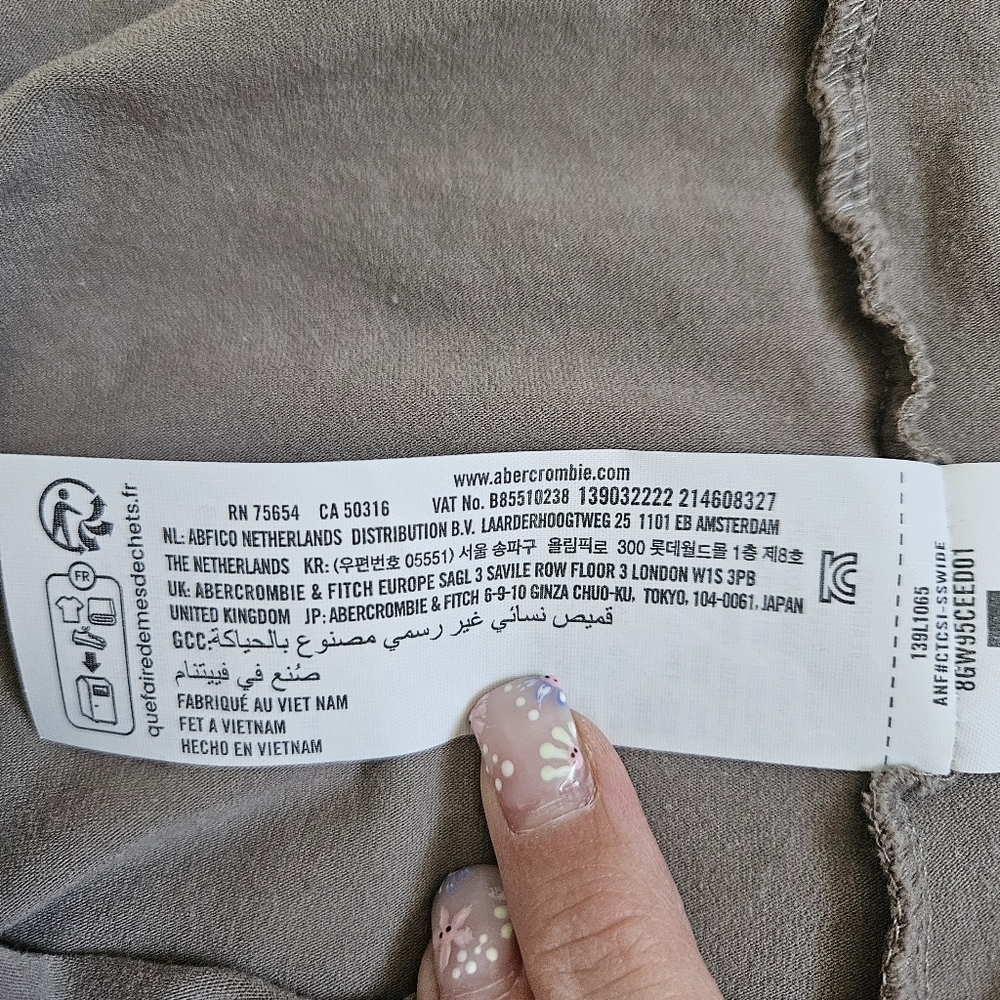 www.abercrombie.com
RN 75654 CA 50316 VAT No. B85510238 139032222 214608327
NL: ABFICO NETHERLANDS DISTRIBUTION B.V. LAARDERHOOGTWEG 25 1101 EB AMSTERDAM
THE NETHERLANDS KR: (우편번호 05551) 서울 송파구 올림픽로 300 롯데월드몰 1층 제8호
UK: ABERCROMBIE & FITCH EUROPE SAGL 3 SAVILE ROW FLOOR 3 LONDON W1S 3PB
UNITED KINGDOM JP: ABERCROMBIE & FITCH 6-9-10 GINZA CHUO-KU, TOKYO, 104-0061, JAPAN
GCC: قميص نسائي غير رسمي مصنوع بالحياكة
صُنع في فييتنام
FABRIQUÉ AU VIET NAM
FET A VIETNAM
HECHO EN VIETNAM
FR
quefairedemesdechets.fr
139L1065
ANF#CTCSI-SSWIDE
8GW95CEED01